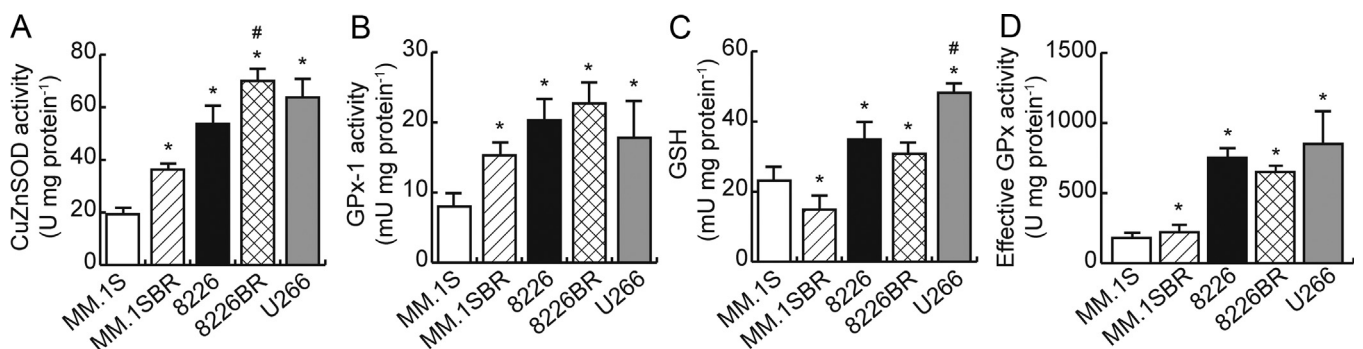 A
CuZnSOD activity
(U mg protein⁻¹)
80
60
40
20
0
*
*
#
*
*
MM.1S
MM.1SBR
8226
8226BR
U266
B
GPx-1 activity
(mU mg protein⁻¹)
30
20
10
0
*
*
*
*
MM.1S
MM.1SBR
8226
8226BR
U266
C
GSH
(mU mg protein⁻¹)
60
40
20
0
*
*
*
#
*
MM.1S
MM.1SBR
8226
8226BR
U266
D
Effective GPx activity
(U mg protein⁻¹)
1500
1000
500
0
*
*
*
*
MM.1S
MM.1SBR
8226
8226BR
U266